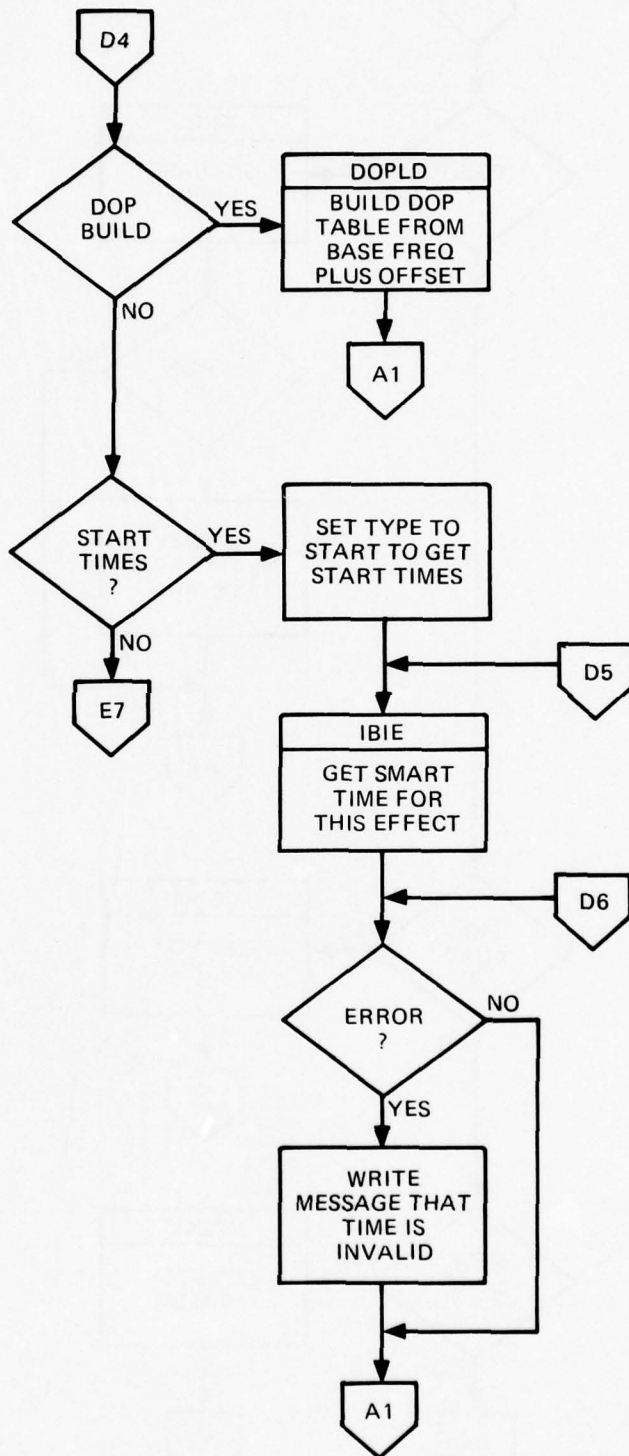 D4
DOP
BUILD
YES
NO
DOPLD
BUILD DOP
TABLE FROM
BASE FREQ
PLUS OFFSET
A1
START
TIMES
?
YES
NO
E7
SET TYPE TO
START TO GET
START TIMES
D5
IBIE
GET SMART
TIME FOR
THIS EFFECT
D6
ERROR
?
NO
YES
WRITE
MESSAGE THAT
TIME IS
INVALID
A1